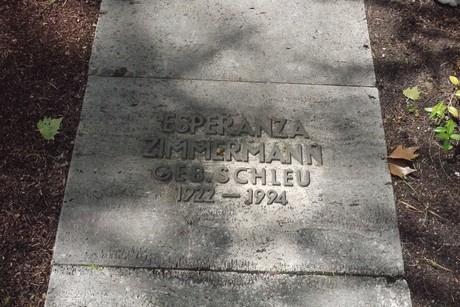 ESPERANZA
ZIMMERMANN
GEB. SCHLEU
1922 – 1994